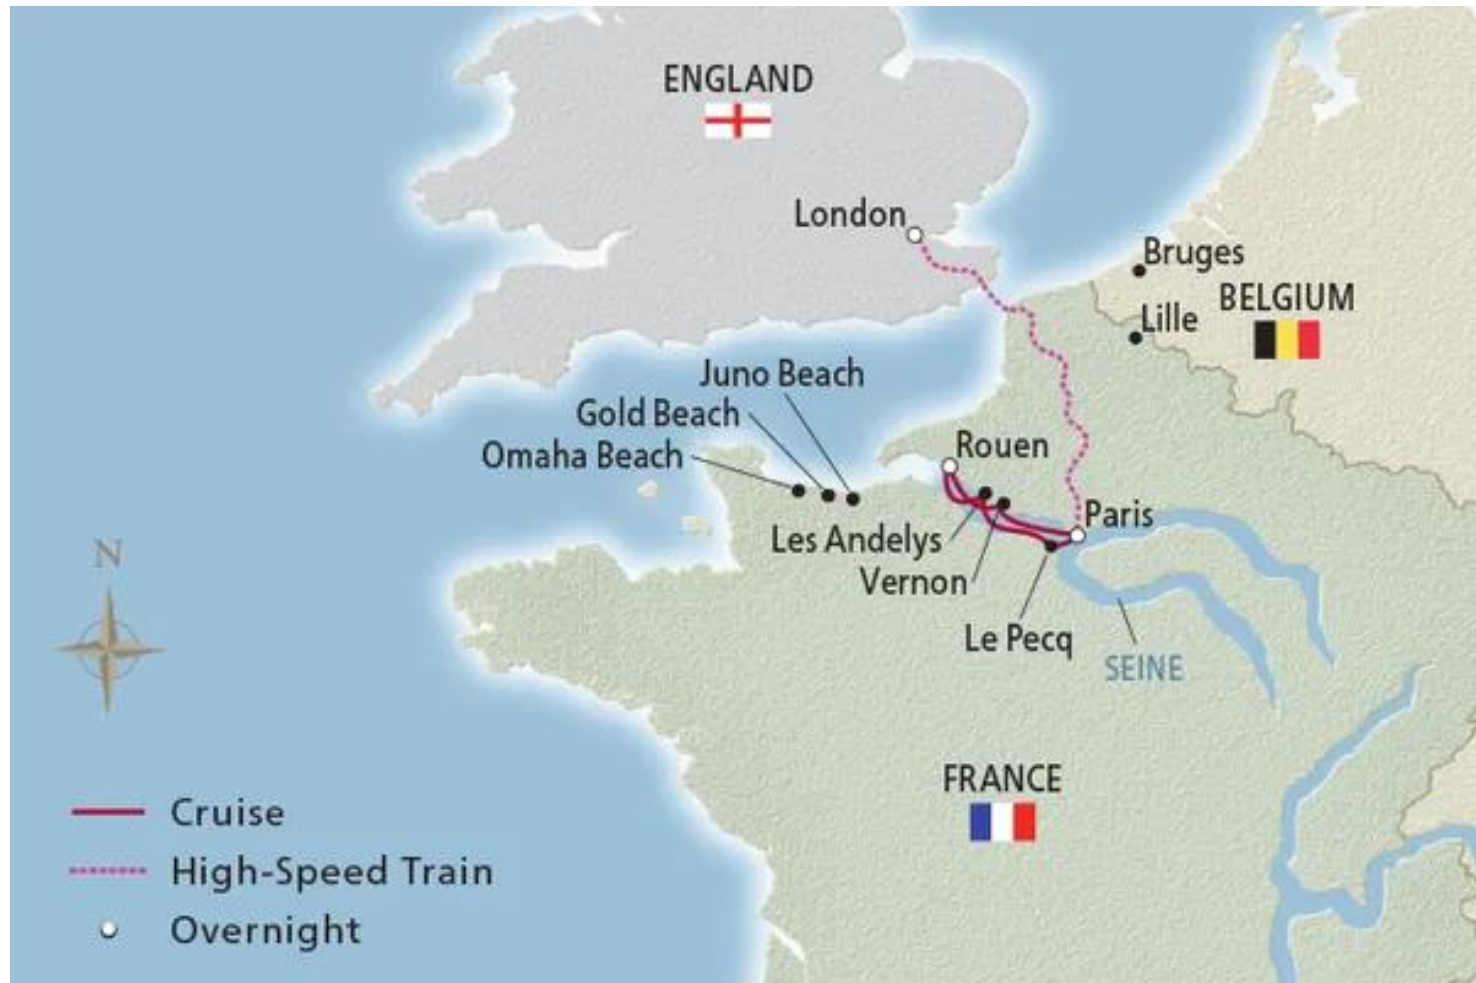 ENGLAND
London
Bruges
BELGIUM
Lille
Juno Beach
Gold Beach
Omaha Beach
Rouen
Paris
Les Andelys
Vernon
Le Pecq
SEINE
N
FRANCE
Cruise
High-Speed Train
Overnight